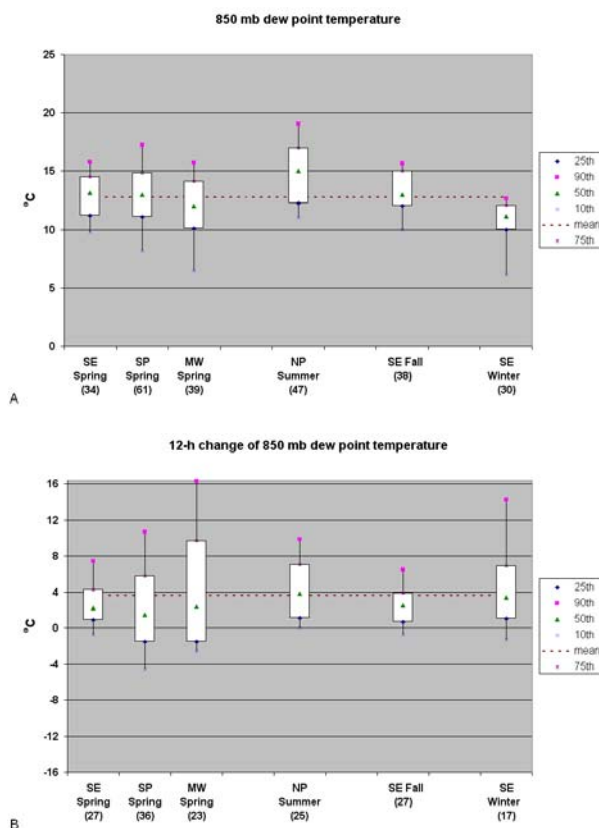 850 mb dew point temperature
25
20
15
10
5
0
°C
25th
90th
50th
10th
mean
75th
SE Spring (34)
SP Spring (61)
MW Spring (39)
NP Summer (47)
SE Fall (38)
SE Winter (30)
A
12-h change of 850 mb dew point temperature
16
12
8
4
0
-4
-8
-12
-16
°C
25th
90th
50th
10th
mean
75th
SE Spring (27)
SP Spring (36)
MW Spring (23)
NP Summer (25)
SE Fall (27)
SE Winter (17)
B